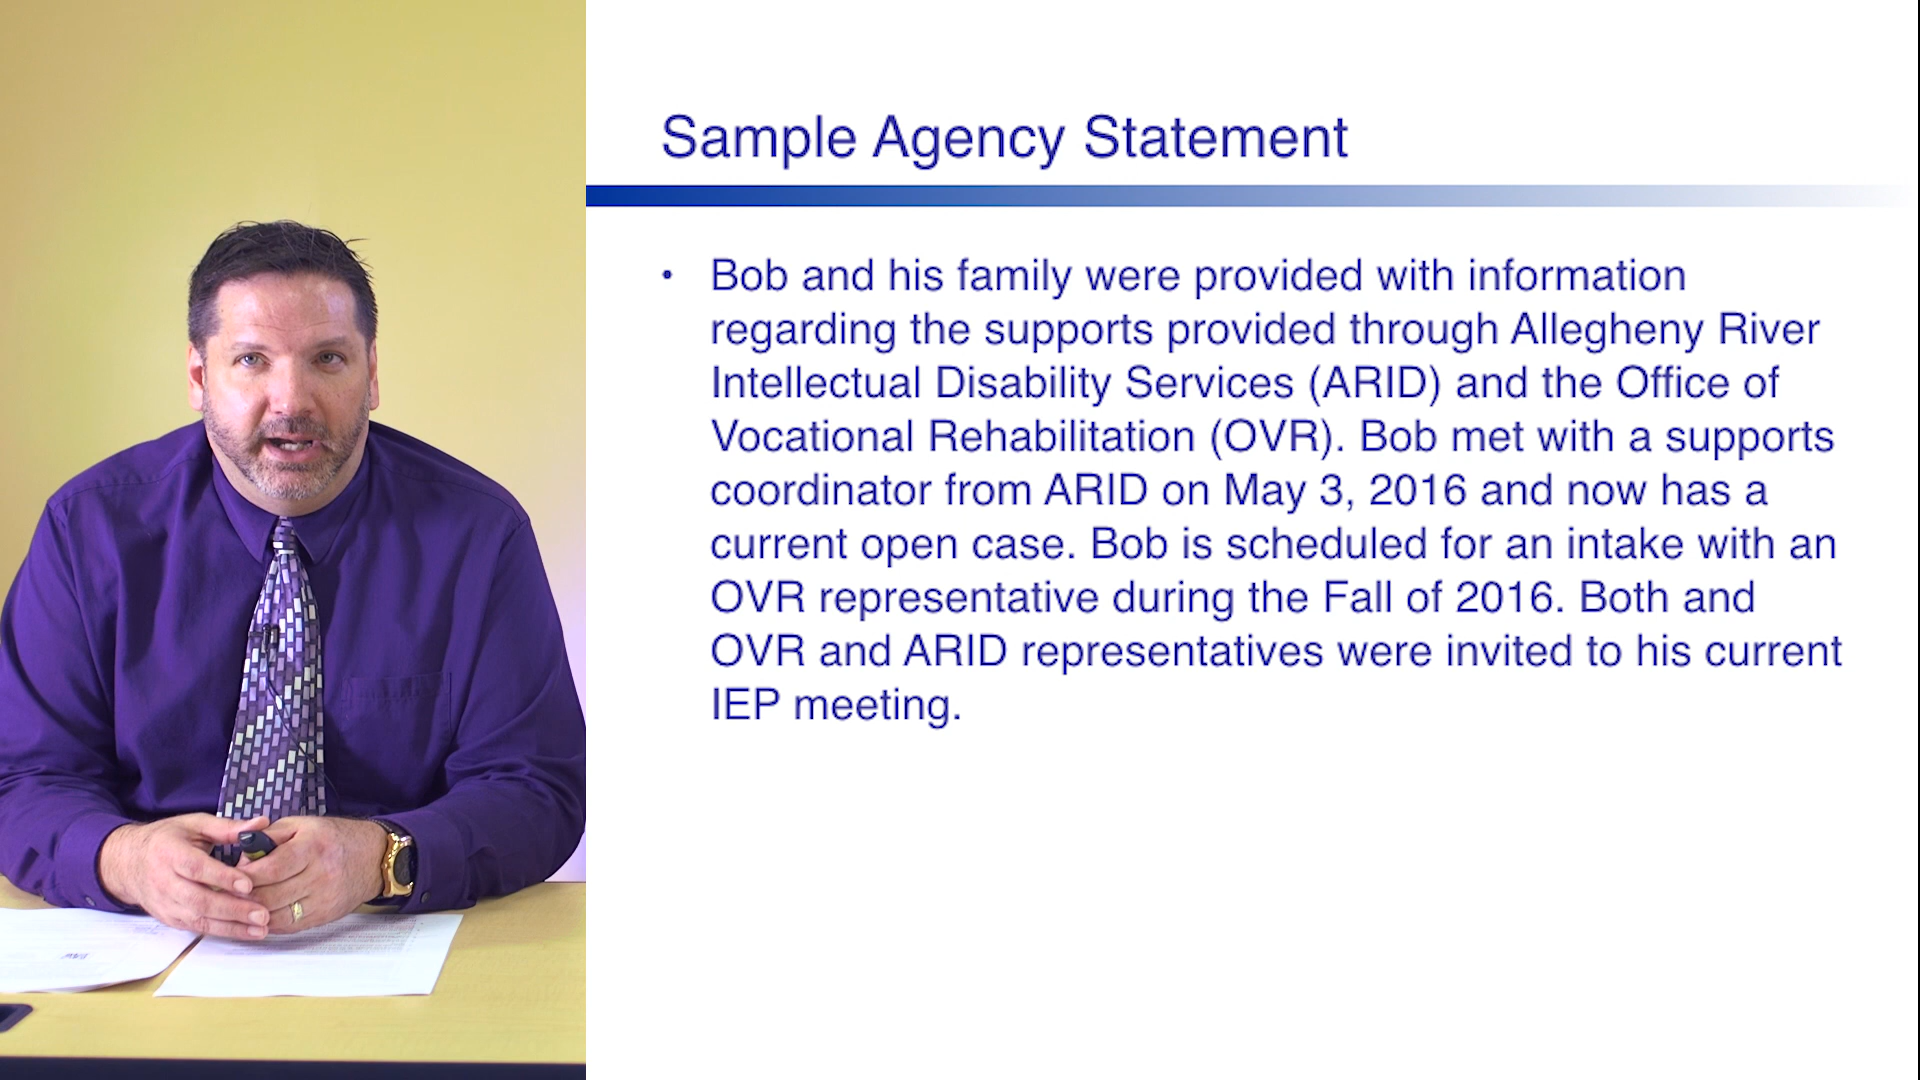 Sample Agency Statement
• Bob and his family were provided with information
regarding the supports provided through Allegheny River
Intellectual Disability Services (ARID) and the Office of
Vocational Rehabilitation (OVR). Bob met with a supports
coordinator from ARID on May 3, 2016 and now has a
current open case. Bob is scheduled for an intake with an
OVR representative during the Fall of 2016. Both and
OVR and ARID representatives were invited to his current
IEP meeting.